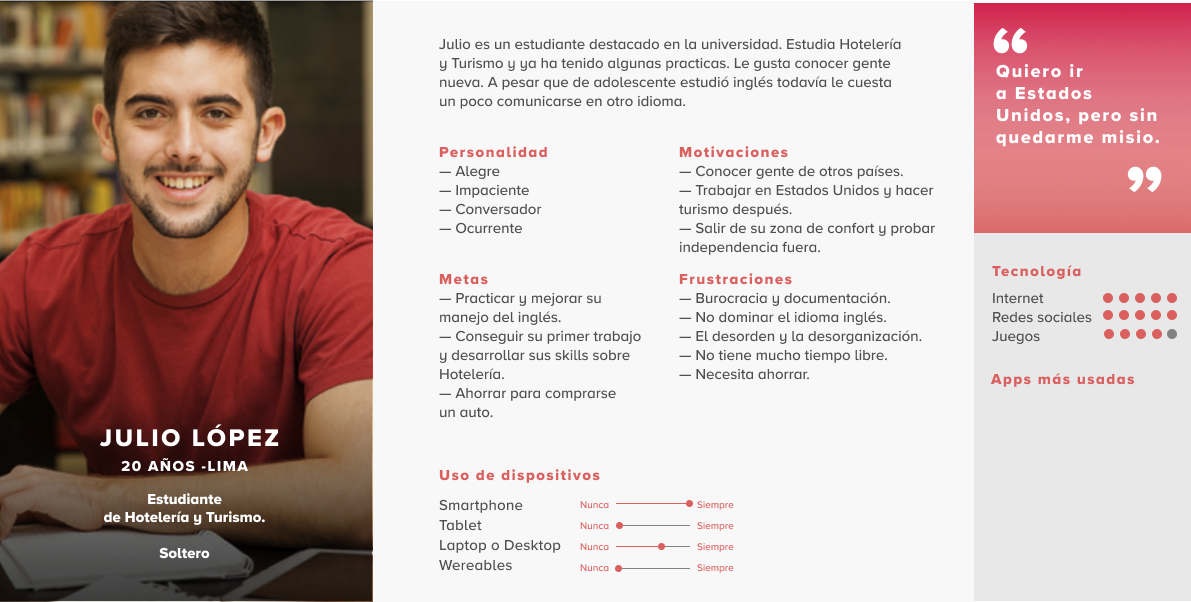 JULIO LÓPEZ
20 AÑOS -LIMA
Estudiante
de Hotelería y Turismo.
Soltero
Julio es un estudiante destacado en la universidad. Estudia Hotelería
y Turismo y ya ha tenido algunas practicas. Le gusta conocer gente
nueva. A pesar que de adolescente estudió inglés todavía le cuesta
un poco comunicarse en otro idioma.
Personalidad
— Alegre
— Impaciente
— Conversador
— Ocurrente
Motivaciones
— Conocer gente de otros países.
— Trabajar en Estados Unidos y hacer
turismo después.
— Salir de su zona de confort y probar
independencia fuera.
Metas
— Practicar y mejorar su
manejo del inglés.
— Conseguir su primer trabajo
y desarrollar sus skills sobre
Hotelería.
— Ahorrar para comprarse
un auto.
Frustraciones
— Burocracia y documentación.
— No dominar el idioma inglés.
— El desorden y la desorganización.
— No tiene mucho tiempo libre.
— Necesita ahorrar.
Uso de dispositivos
Smartphone Nunca Siempre
Tablet Nunca Siempre
Laptop o Desktop Nunca Siempre
Wereables Nunca Siempre
“
Quiero ir
a Estados
Unidos, pero sin
quedarme misio.
”
Tecnología
Internet
Redes sociales
Juegos
Apps más usadas